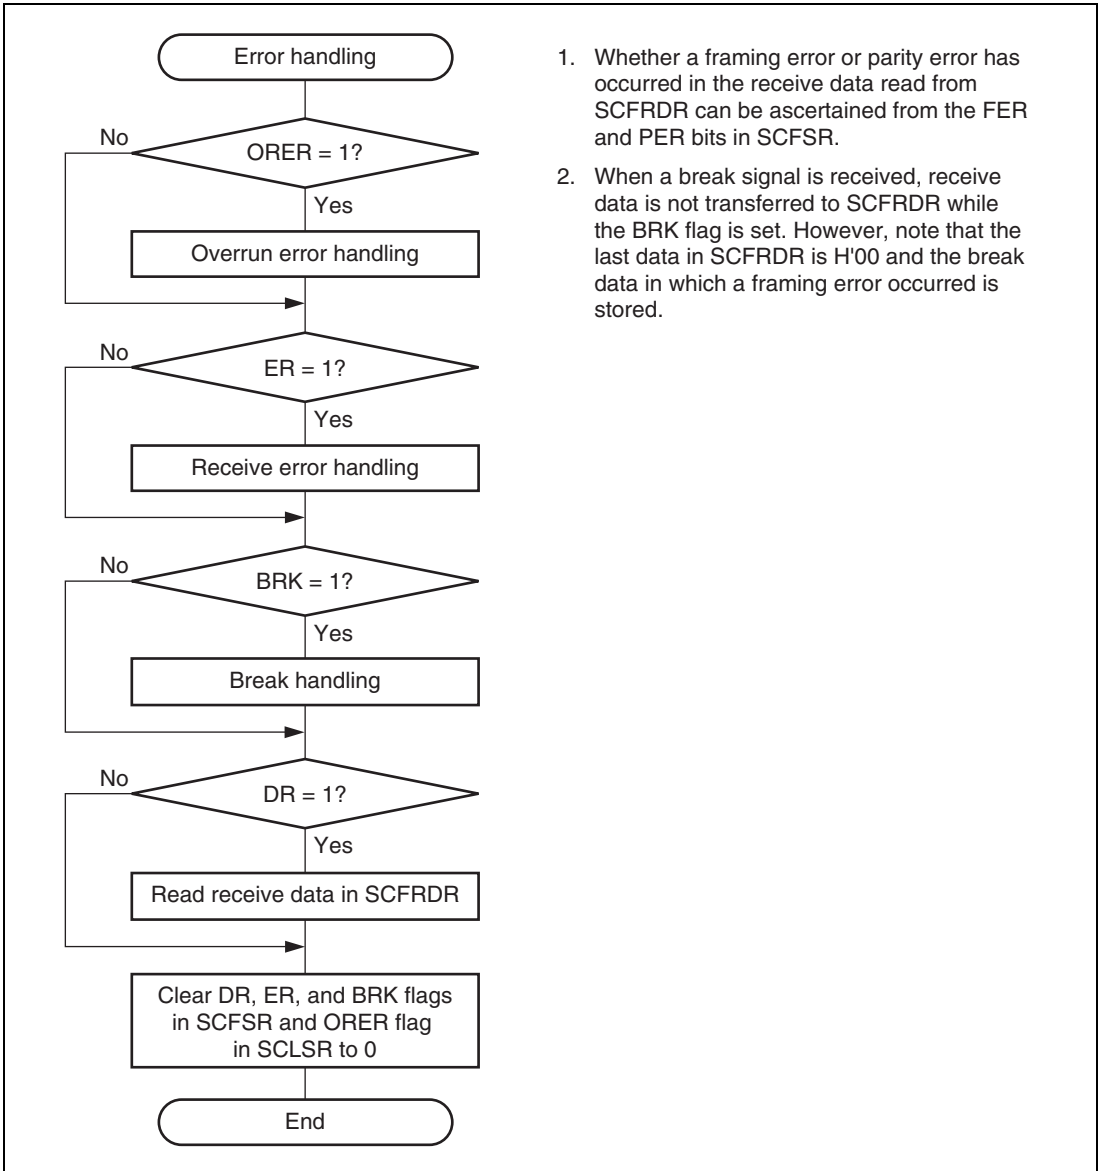 Error handling
No
ORER = 1?
Yes
Overrun error handling
No
ER = 1?
Yes
Receive error handling
No
BRK = 1?
Yes
Break handling
No
DR = 1?
Yes
Read receive data in SCFRDR
Clear DR, ER, and BRK flags
in SCFSR and ORER flag
in SCLSR to 0
End
1. Whether a framing error or parity error has
occurred in the receive data read from
SCFRDR can be ascertained from the FER
and PER bits in SCFSR.
2. When a break signal is received, receive
data is not transferred to SCFRDR while
the BRK flag is set. However, note that the
last data in SCFRDR is H'00 and the break
data in which a framing error occurred is
stored.